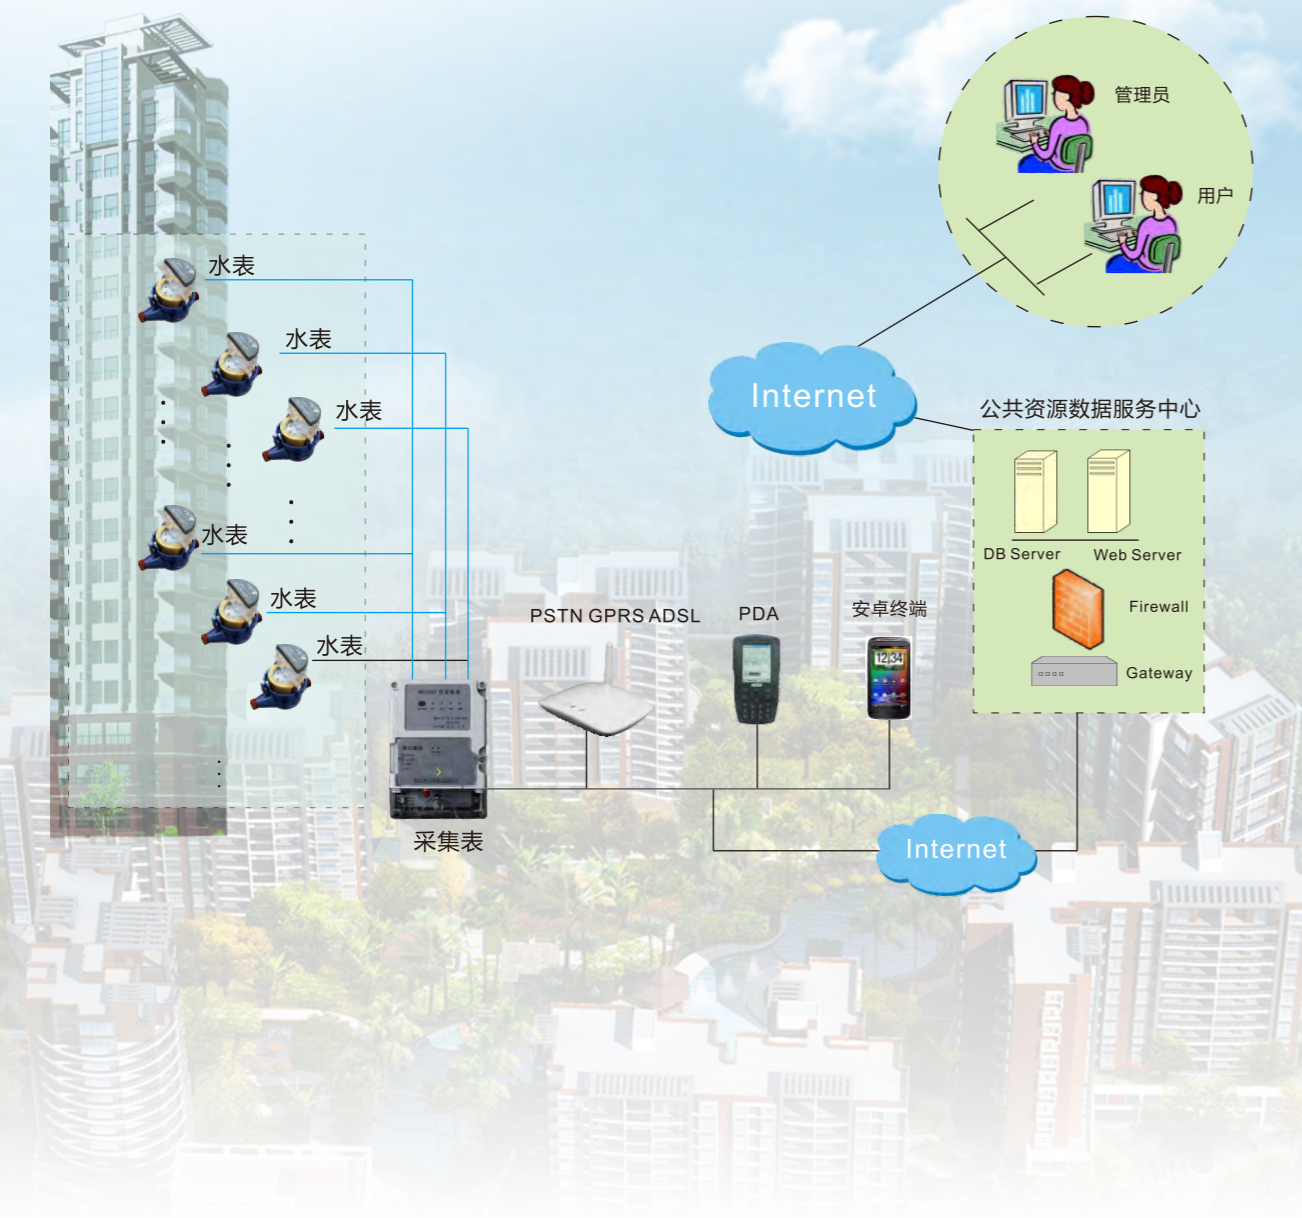 管理员
用户
水表
水表
水表
水表
水表
水表
Internet
公共资源数据服务中心
DB Server
Web Server
Firewall
Gateway
PSTN GPRS ADSL
PDA
安卓终端
12:34
采集表
Internet